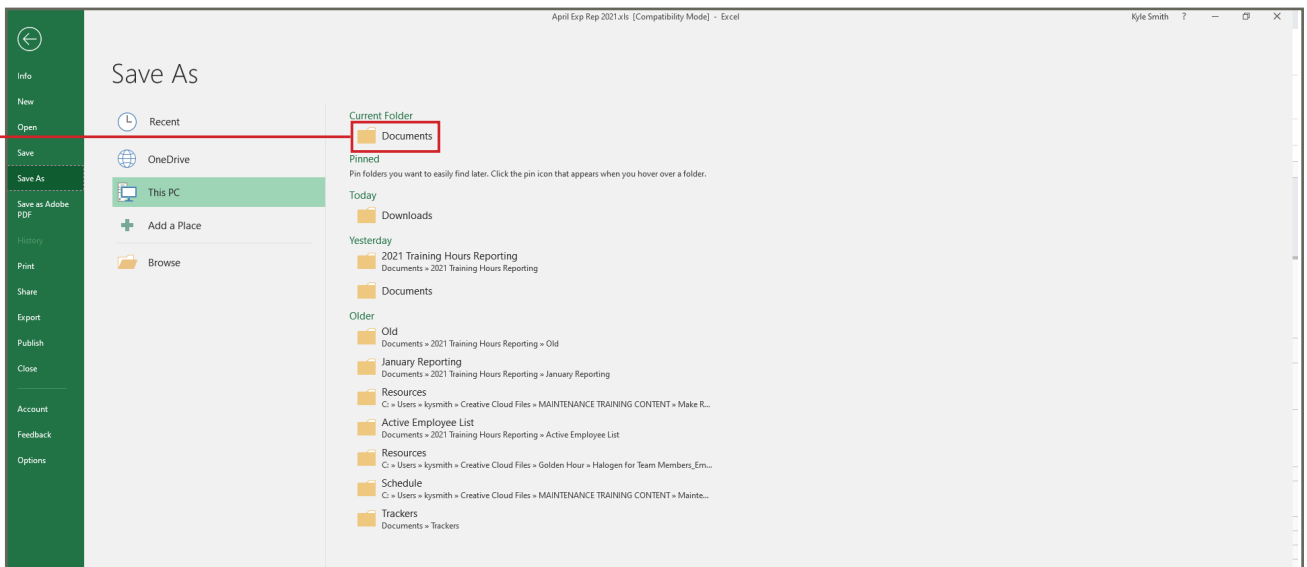 April Exp Rep 2021.xls [Compatibility Mode] - Excel
Kyle Smith ?
Info
New
Open
Save
Save As
Save as Adobe
PDF
History
Print
Share
Export
Publish
Close
Account
Feedback
Options
Save As
Recent
OneDrive
This PC
Add a Place
Browse
Current Folder
Documents
Pinned
Pin folders you want to easily find later. Click the pin icon that appears when you hover over a folder.
Today
Downloads
Yesterday
2021 Training Hours Reporting
Documents » 2021 Training Hours Reporting
Documents
Older
Old
Documents » 2021 Training Hours Reporting » Old
January Reporting
Documents » 2021 Training Hours Reporting » January Reporting
Resources
C: » Users » kysmith » Creative Cloud Files » MAINTENANCE TRAINING CONTENT » Make R...
Active Employee List
Documents » 2021 Training Hours Reporting » Active Employee List
Resources
C: » Users » kysmith » Creative Cloud Files » Golden Hour » Halogen for Team Members_Em...
Schedule
C: » Users » kysmith » Creative Cloud Files » MAINTENANCE TRAINING CONTENT » Mainte...
Trackers
Documents » Trackers